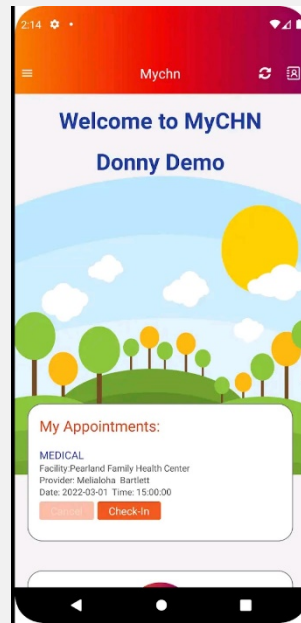 2:14
Mychn
Welcome to MyCHN
Donny Demo
My Appointments:
MEDICAL
Facility:Pearland Family Health Center
Provider: Melialoha Bartlett
Date: 2022-03-01 Time: 15:00:00
Cancel Check-In